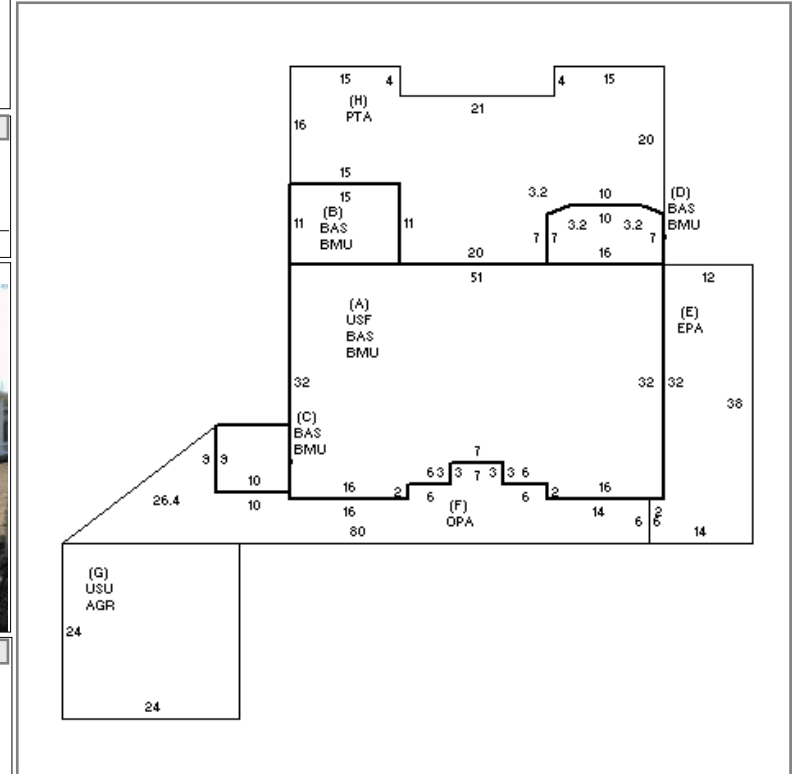 15 4 4 15
(H)
PTA
21
16
20
15
15
3.2 10
(D)
BAS
BMU
(B)
BAS
BMU
11 11
10
3.2 3.2
7 7 7
20 16
51 12
(A)
USF
BAS
BMU
(E)
EPA
32 32 32
38
(C)
BAS
BMU
9 9
7
6 3 3 7 3 3 6
10 16 2 6 6 2 16
10 16 14
(F)
OPA
2
6 6
26.4
80 14
(G)
USU
AGR
24
24